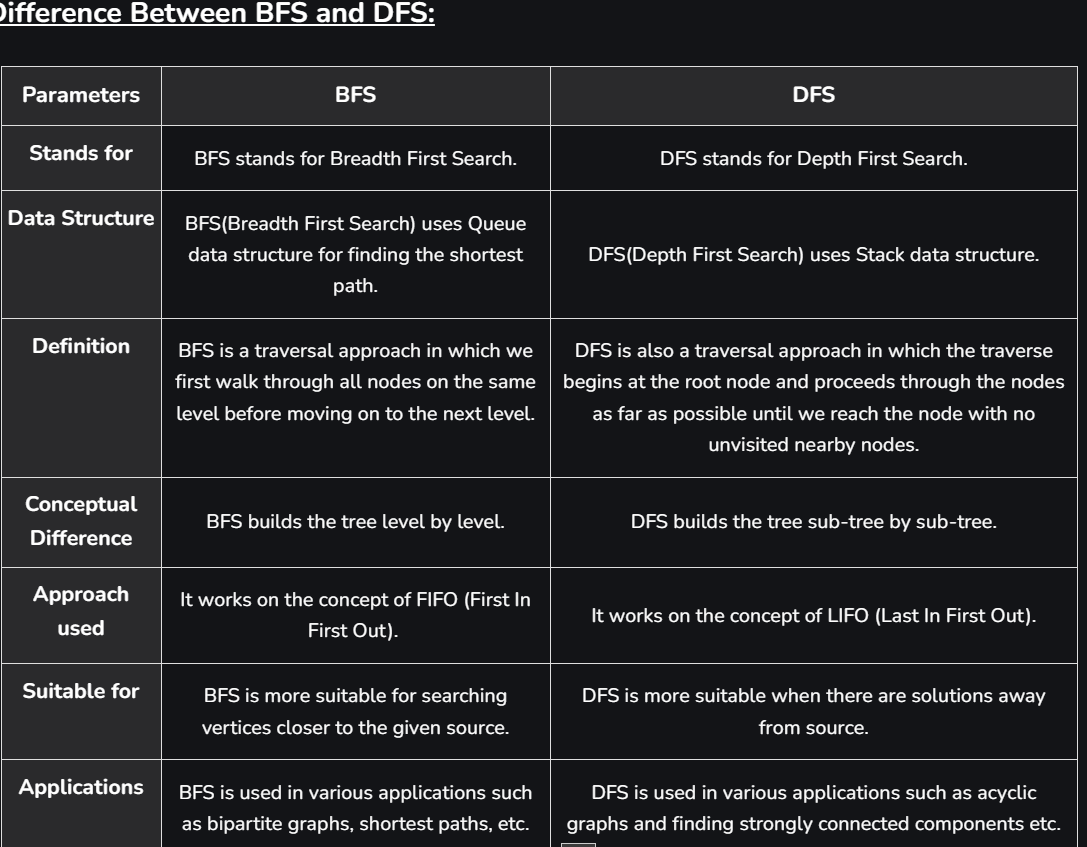 Difference Between BFS and DFS:
Parameters
BFS
DFS
Stands for
BFS stands for Breadth First Search.
DFS stands for Depth First Search.
Data Structure
BFS(Breadth First Search) uses Queue
data structure for finding the shortest
path.
DFS(Depth First Search) uses Stack data structure.
Definition
BFS is a traversal approach in which we
first walk through all nodes on the same
level before moving on to the next level.
DFS is also a traversal approach in which the traverse
begins at the root node and proceeds through the nodes
as far as possible until we reach the node with no
unvisited nearby nodes.
Conceptual
Difference
BFS builds the tree level by level.
DFS builds the tree sub-tree by sub-tree.
Approach
used
It works on the concept of FIFO (First In
First Out).
It works on the concept of LIFO (Last In First Out).
Suitable for
BFS is more suitable for searching
vertices closer to the given source.
DFS is more suitable when there are solutions away
from source.
Applications
BFS is used in various applications such
as bipartite graphs, shortest paths, etc.
DFS is used in various applications such as acyclic
graphs and finding strongly connected components etc.